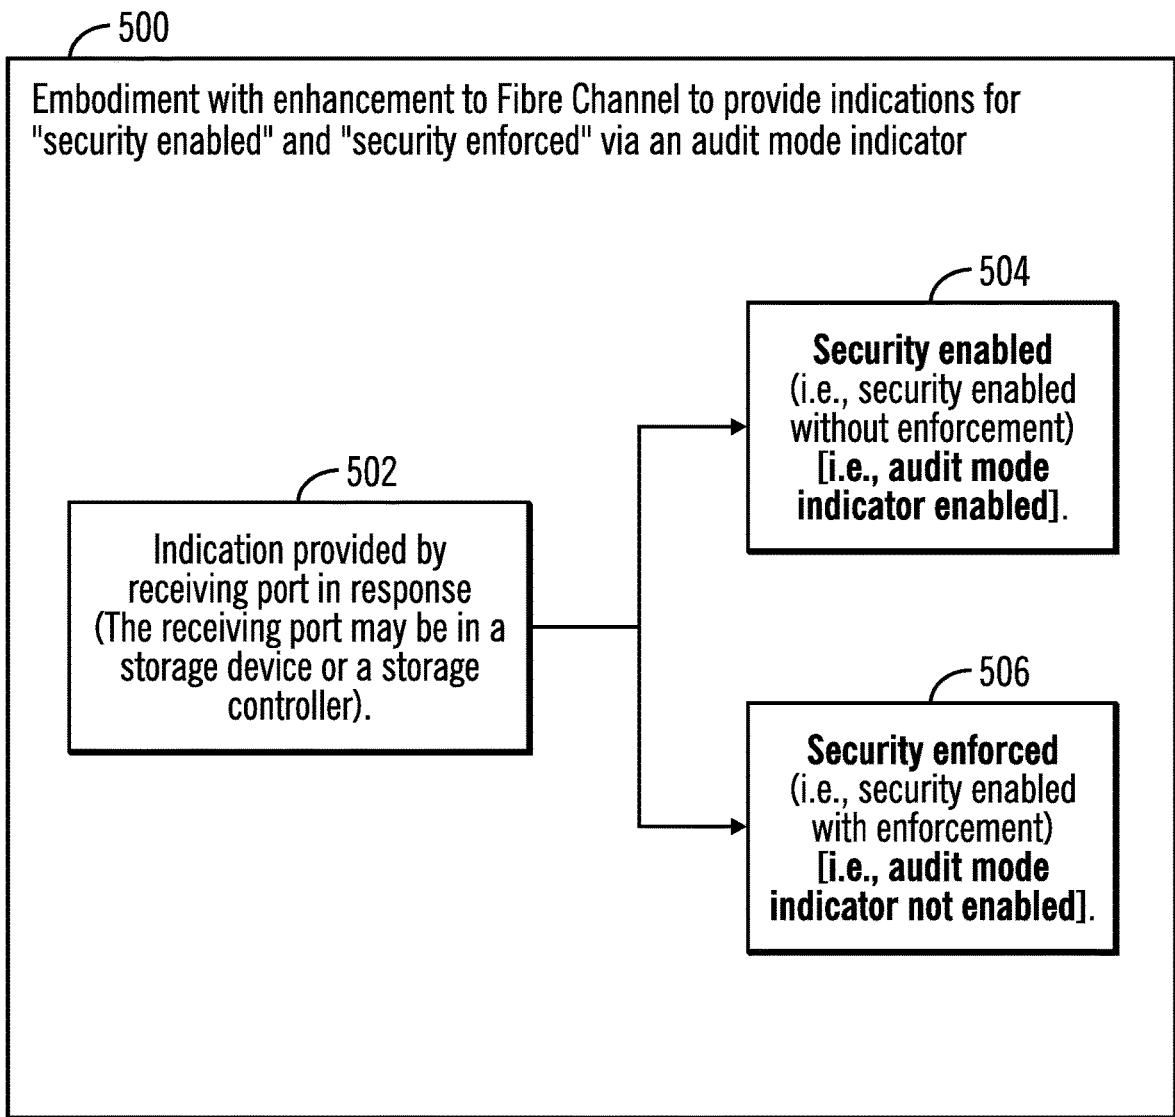 500
Embodiment with enhancement to Fibre Channel to provide indications for
"security enabled" and "security enforced" via an audit mode indicator
504
Security enabled
(i.e., security enabled
without enforcement)
[i.e., audit mode
indicator enabled].
502
Indication provided by
receiving port in response
(The receiving port may be in a
storage device or a storage
controller).
506
Security enforced
(i.e., security enabled
with enforcement)
[i.e., audit mode
indicator not enabled].